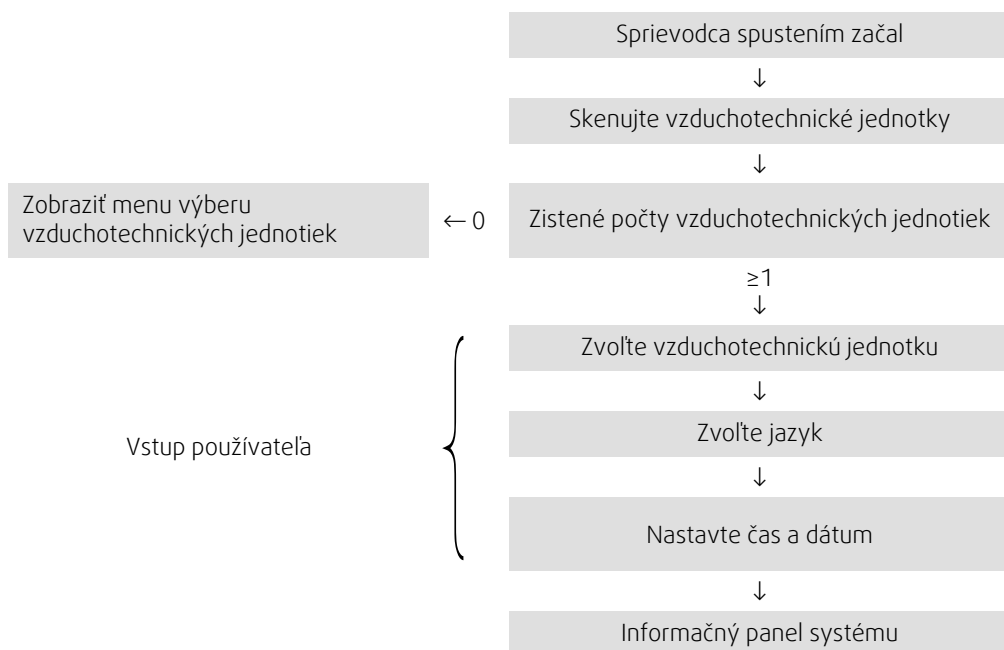 Sprievodca spustením začal
↓
Skenujte vzduchotechnické jednotky
↓
Zobraziť menu výberu
vzduchotechnických jednotiek
← 0
Zistené počty vzduchotechnických jednotiek
≥1
↓
Zvoľte vzduchotechnickú jednotku
↓
Vstup používateľa
Zvoľte jazyk
↓
Nastavte čas a dátum
↓
Informačný panel systému